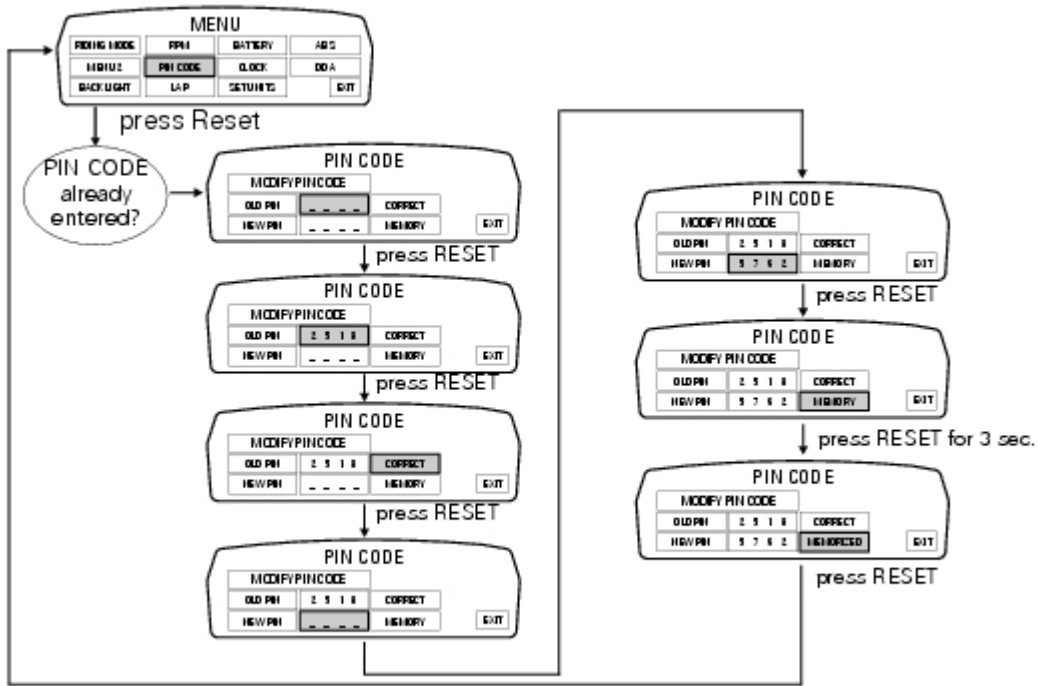 MENU
RIDING MODE RPM BATTERY ABS
MENU 2 PIN CODE CLOCK DDA
BACK LIGHT LAP SET UNITS EXIT
press Reset
PIN CODE
already
entered?
PIN CODE
MODIFY PIN CODE
OLD PIN _ _ _ _ CORRECT
NEW PIN _ _ _ _ MEMORY EXIT
press RESET
PIN CODE
MODIFY PIN CODE
OLD PIN 2 5 1 8 CORRECT
NEW PIN _ _ _ _ MEMORY EXIT
press RESET
PIN CODE
MODIFY PIN CODE
OLD PIN 2 5 1 8 CORRECT
NEW PIN _ _ _ _ MEMORY EXIT
press RESET
PIN CODE
MODIFY PIN CODE
OLD PIN 2 5 1 8 CORRECT
NEW PIN _ _ _ _ MEMORY EXIT
PIN CODE
MODIFY PIN CODE
OLD PIN 2 5 1 8 CORRECT
NEW PIN 5 7 6 2 MEMORY EXIT
press RESET
PIN CODE
MODIFY PIN CODE
OLD PIN 2 5 1 8 CORRECT
NEW PIN 5 7 6 2 MEMORY EXIT
press RESET for 3 sec.
PIN CODE
MODIFY PIN CODE
OLD PIN 2 5 1 8 CORRECT
NEW PIN 5 7 6 2 EXIT
press RESET